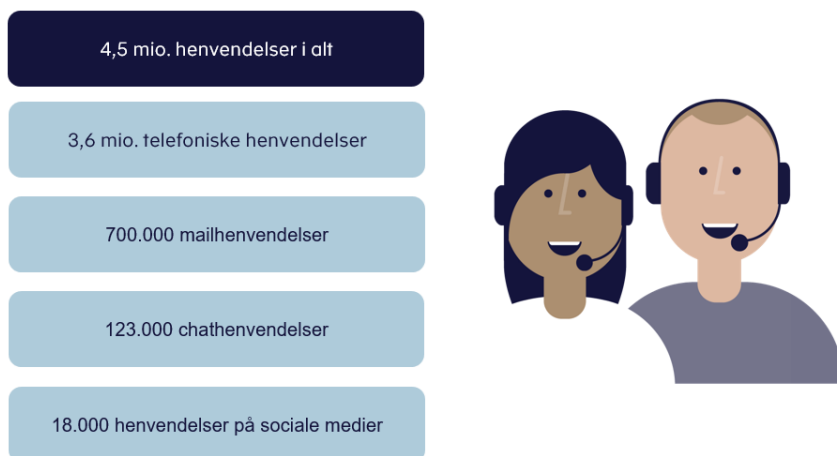 4,5 mio. henvendelser i alt
3,6 mio. telefoniske henvendelser
700.000 mailhenvendelser
123.000 chathenvendelser
18.000 henvendelser på sociale medier